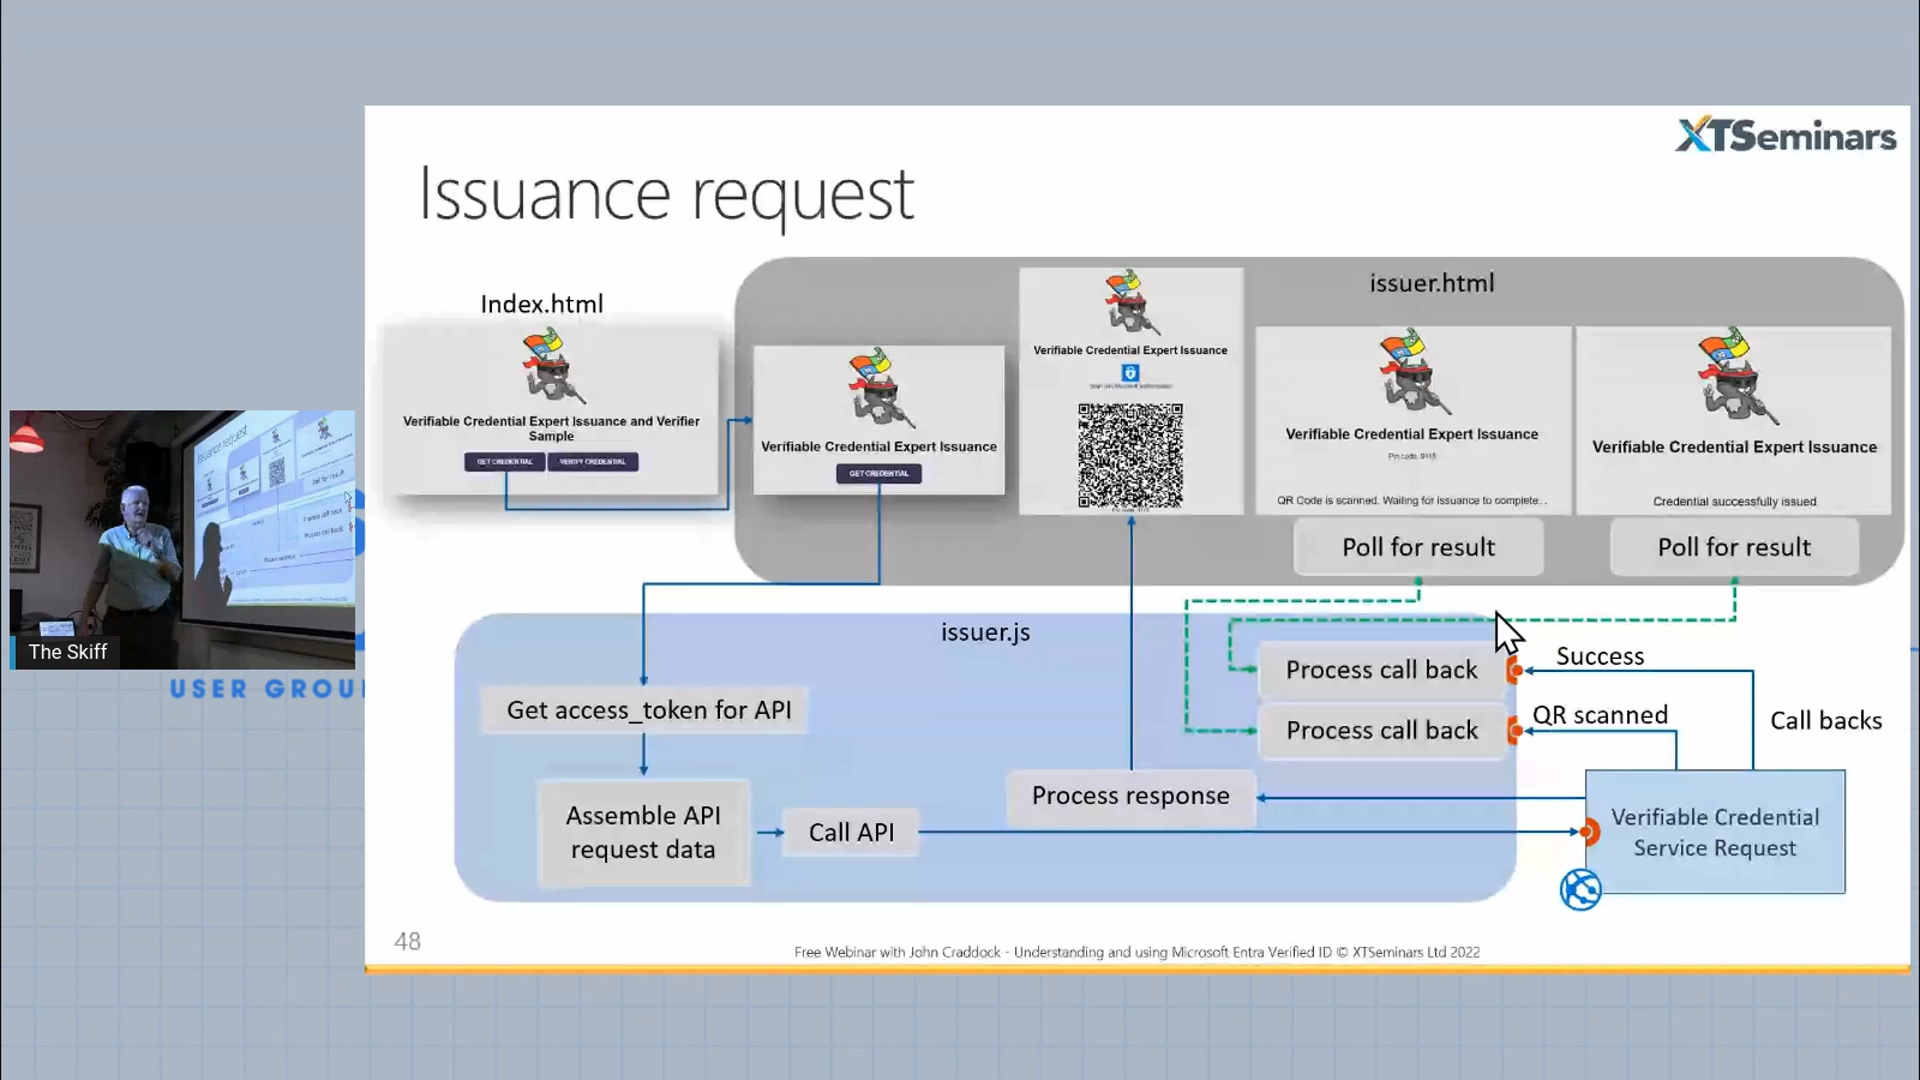 XTSeminars
Issuance request
Index.html
issuer.html
Verifiable Credential Expert Issuance and Verifier
Sample
GET CREDENTIAL
VERIFY CREDENTIAL
Verifiable Credential Expert Issuance
GET CREDENTIAL
Verifiable Credential Expert Issuance
Verifiable Credential Expert Issuance
QR Code is scanned. Waiting for issuance to complete...
Verifiable Credential Expert Issuance
Credential successfully issued
Poll for result
Poll for result
issuer.js
Get access_token for API
Assemble API
request data
Call API
Process response
Process call back
Process call back
Success
QR scanned
Call backs
Verifiable Credential
Service Request
48
Free Webinar with John Craddock - Understanding and using Microsoft Entra Verified ID © XTSeminars Ltd 2022
Issuance request
The Skiff
USER GROU